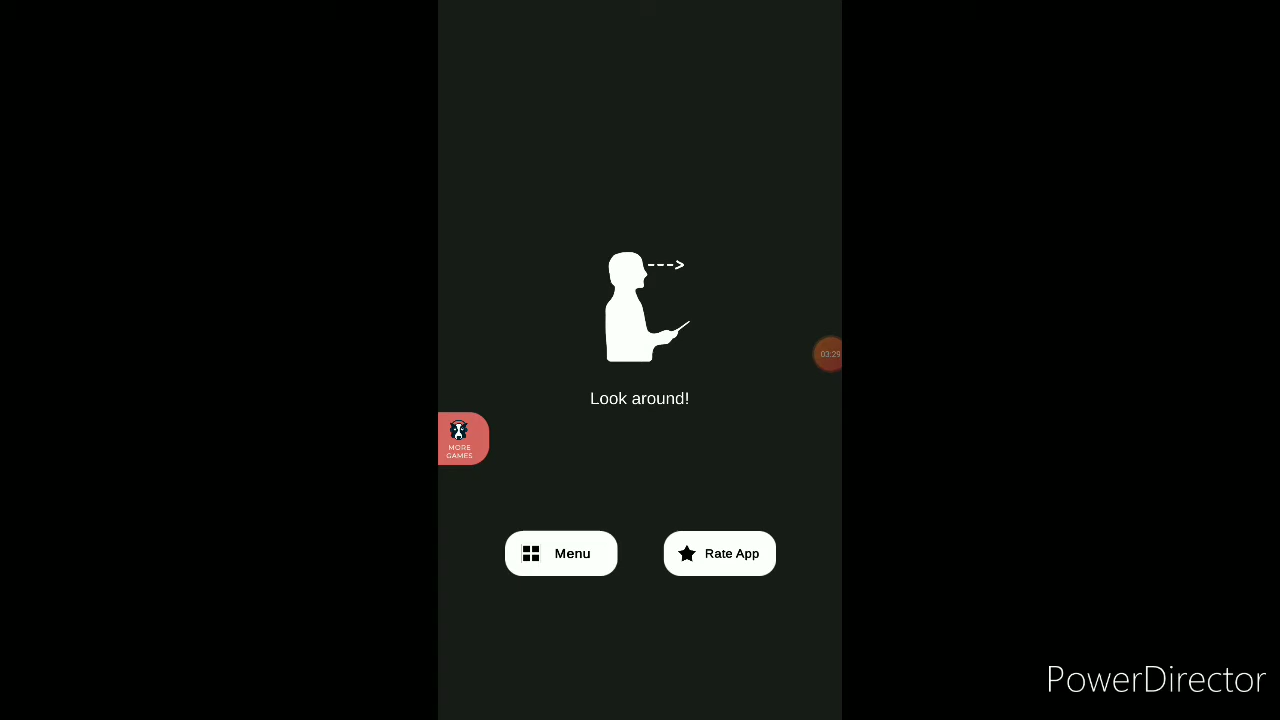 03:29
Look around!
MORE
GAMES
Menu
Rate App
PowerDirector